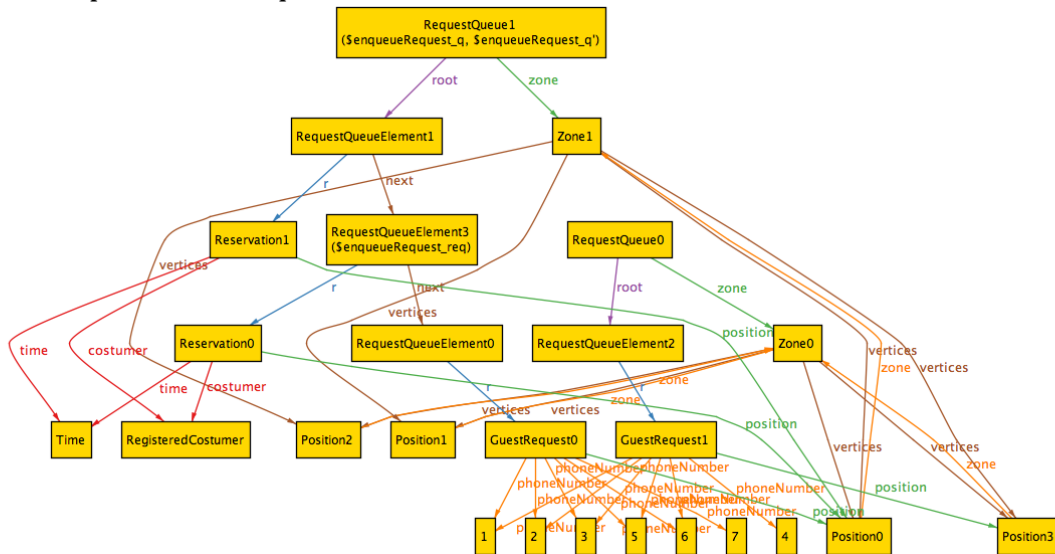 RequestQueue1
($enqueueRequest_q, $enqueueRequest_q')
root
zone
RequestQueueElement1
Zone1
r
next
Reservation1
RequestQueueElement3
($enqueueRequest_req)
RequestQueue0
vertices
r
next
root
zone
vertices
position
time
costumer
Reservation0
RequestQueueElement0
RequestQueueElement2
Zone0
vertices
zone
vertices
time
costumer
r
r
zone
vertices
vertices
zone
position
Time
RegisteredCostumer
Position2
Position1
GuestRequest0
GuestRequest1
vertices
vertices
zone
phoneNumber
phoneNumber
phoneNumber
phoneNumber
phoneNumber
phoneNumber
position
position
1
2
3
5
6
7
4
Position0
Position3